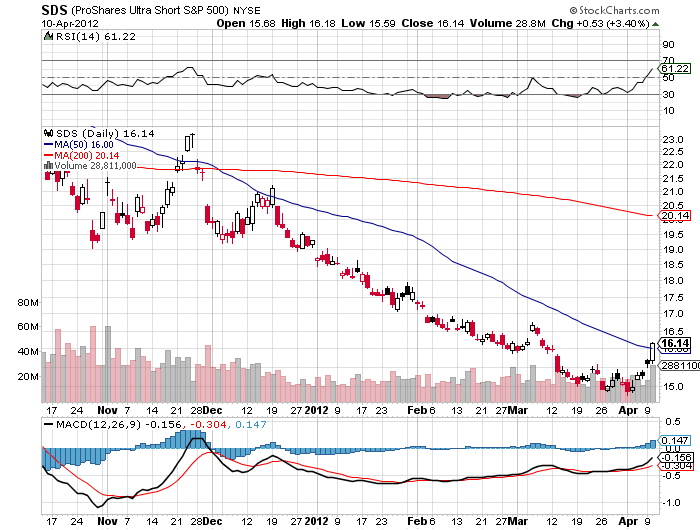 SDS (ProShares Ultra Short S&P 500) NYSE © StockCharts.com
10-Apr-2012 Open 15.68 High 16.18 Low 15.59 Close 16.14 Volume 28.8M Chg +0.53 (+3.40%)
RSI(14) 61.22
90
70
61.22
50
30
10
SDS (Daily) 16.14
MA(50) 16.00
MA(200) 20.14
Volume 28,811,000
23.0
22.5
22.0
21.5
21.0
20.5
20.14
19.5
19.0
18.5
18.0
17.5
17.0
16.5
16.14
16.00
2881100
15.0
80M
60M
40M
20M
17 24 Nov 7 14 21 28 Dec 12 19 27 2012 9 17 23 Feb 6 13 21 Mar 12 19 26 Apr 9
MACD(12,26,9) -0.156, -0.304, 0.147
0.5
0.147
0.0
-0.156
-0.304
-0.5
-1.0
17 24 Nov 7 14 21 28 Dec 12 19 27 2012 9 17 23 Feb 6 13 21 Mar 12 19 26 Apr 9